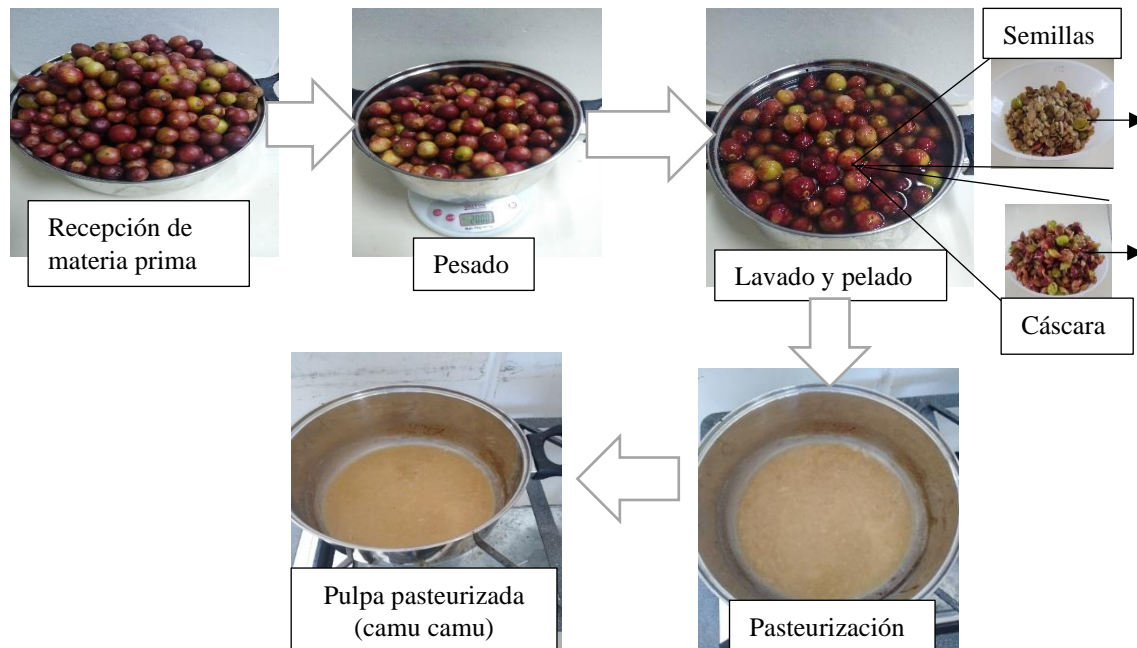 Semillas
Recepción de
materia prima
Pesado
Lavado y pelado
Cáscara
Pulpa pasteurizada
(camu camu)
Pasteurización